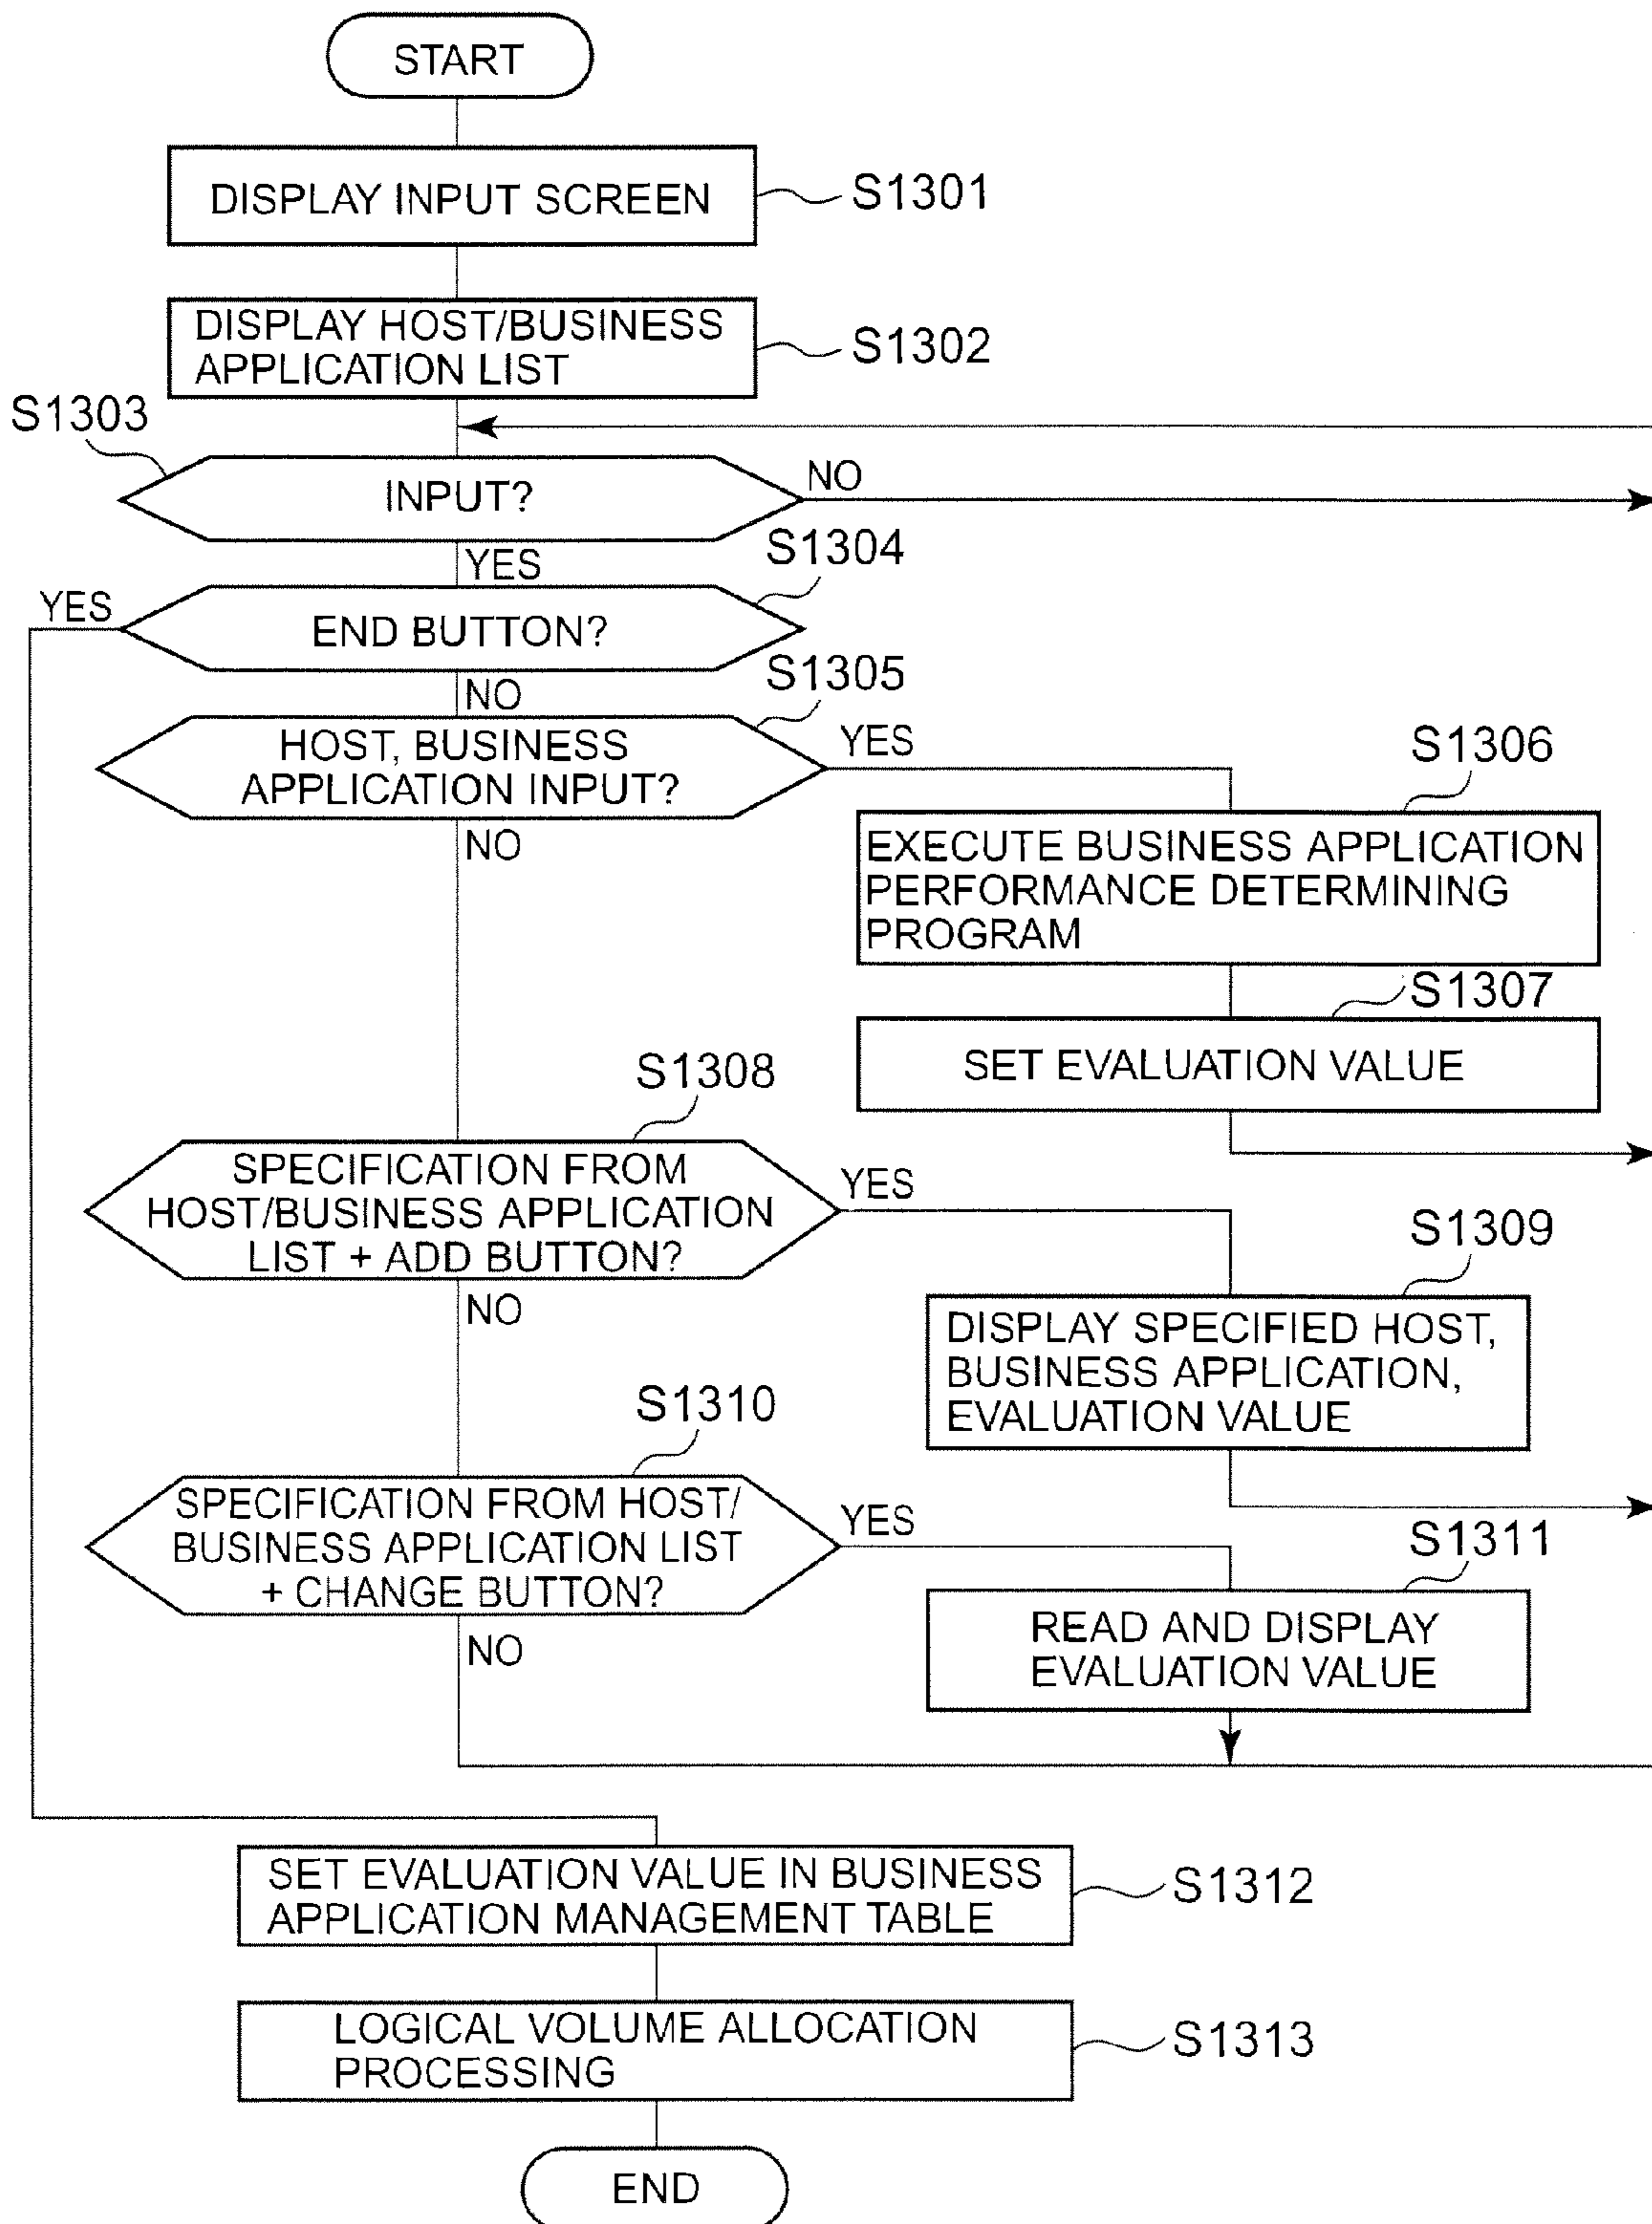 START
DISPLAY INPUT SCREEN
S1301
DISPLAY HOST/BUSINESS
APPLICATION LIST
S1302
S1303
INPUT?
NO
YES
S1304
YES
END BUTTON?
NO
S1305
HOST, BUSINESS
APPLICATION INPUT?
YES
NO
S1306
EXECUTE BUSINESS APPLICATION
PERFORMANCE DETERMINING
PROGRAM
S1307
SET EVALUATION VALUE
S1308
SPECIFICATION FROM
HOST/BUSINESS APPLICATION
LIST + ADD BUTTON?
YES
NO
S1309
DISPLAY SPECIFIED HOST,
BUSINESS APPLICATION,
EVALUATION VALUE
S1310
SPECIFICATION FROM HOST/
BUSINESS APPLICATION LIST
+ CHANGE BUTTON?
YES
NO
S1311
READ AND DISPLAY
EVALUATION VALUE
SET EVALUATION VALUE IN BUSINESS
APPLICATION MANAGEMENT TABLE
S1312
LOGICAL VOLUME ALLOCATION
PROCESSING
S1313
END